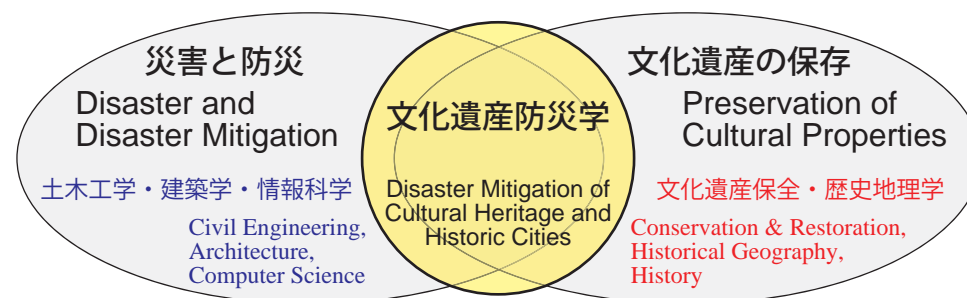 災害と防災
Disaster and
Disaster Mitigation
土木工学・建築学・情報科学
Civil Engineering,
Architecture,
Computer Science
文化遺産防災学
Disaster Mitigation of
Cultural Heritage and
Historic Cities
文化遺産の保存
Preservation of
Cultural Properties
文化遺産保全・歴史地理学
Conservation & Restoration,
Historical Geography,
History